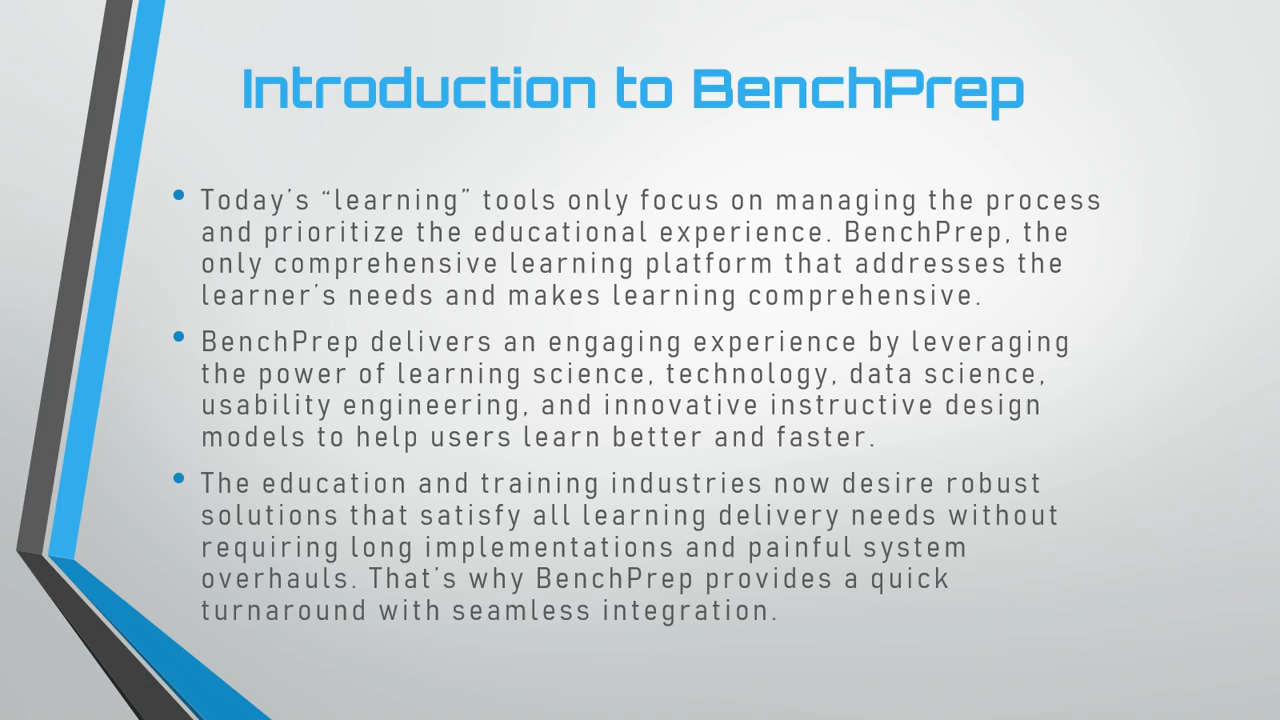 Introduction to BenchPrep
Today’s “learning” tools only focus on managing the process
and prioritize the educational experience. BenchPrep, the
only comprehensive learning platform that addresses the
learner’s needs and makes learning comprehensive.
BenchPrep delivers an engaging experience by leveraging
the power of learning science, technology, data science,
usability engineering, and innovative instructive design
models to help users learn better and faster.
The education and training industries now desire robust
solutions that satisfy all learning delivery needs without
requiring long implementations and painful system
overhauls. That’s why BenchPrep provides a quick
turnaround with seamless integration.